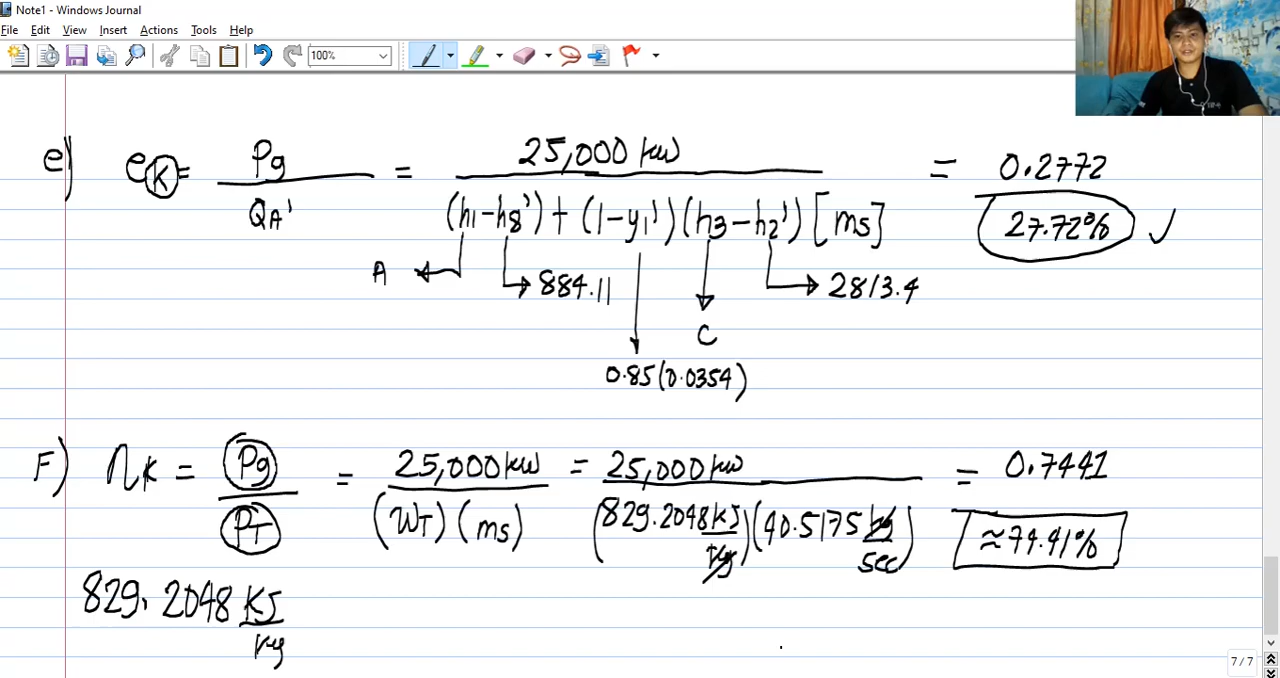 Note1 - Windows Journal
File Edit View Insert Actions Tools Help
100%
e) eK = Pg / QA' = 25,000 kW / (h1-h8') + (1-y1')(h3-h2')[ms] = 0.2772
27.72% ✓
A ← → 884.11 → 2813.4
C
0.85(0.0354)
F) ηK = Pg / PT = 25,000 kW / (WT)(ms) = 25,000 kW / (829.2048 KJ/kg)(40.5175 kg/sec) = 0.7441
≈74.41%
829.2048 KJ/kg
7 / 7